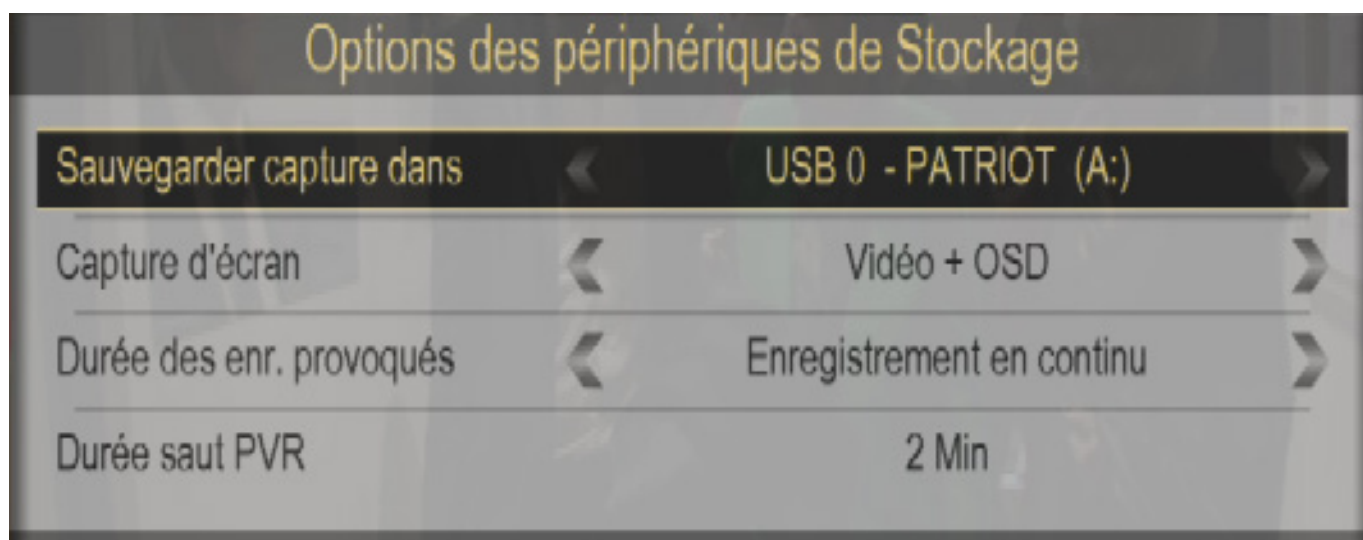 Options des périphériques de Stockage
Sauvegarder capture dans USB 0 - PATRIOT (A:)
Capture d'écran Vidéo + OSD
Durée des enr. provoqués Enregistrement en continu
Durée saut PVR 2 Min